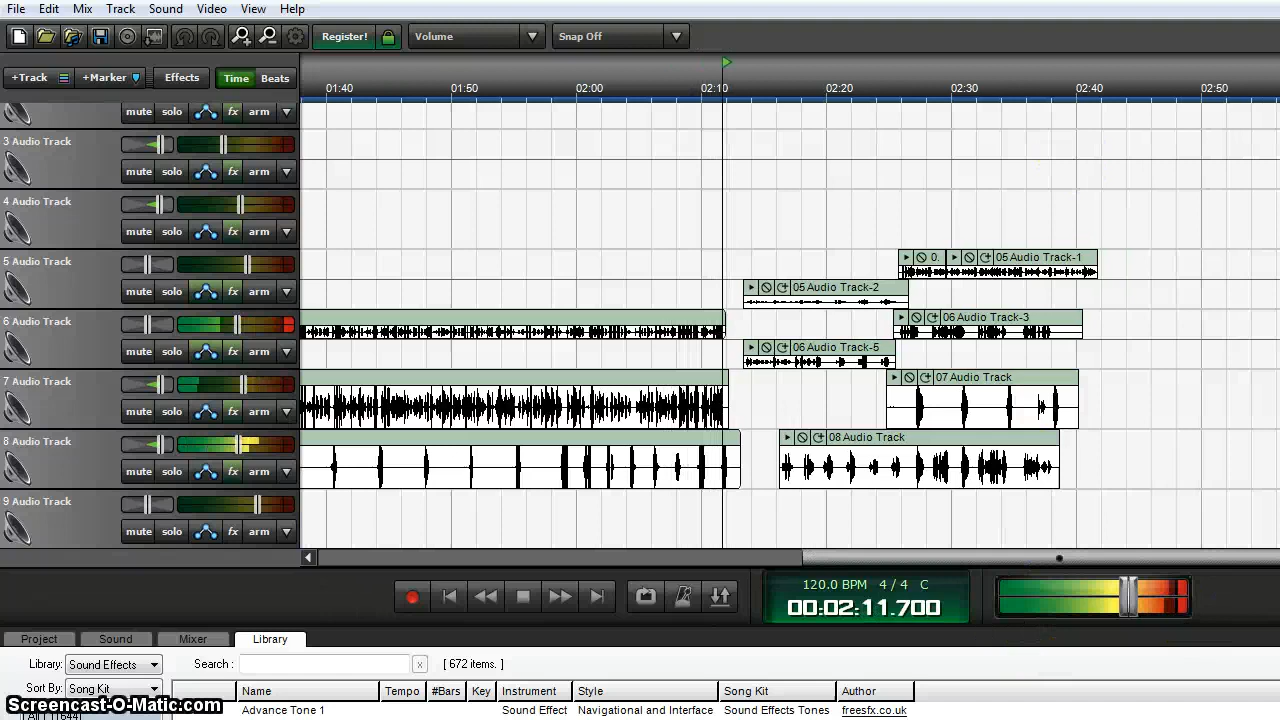 File Edit Mix Track Sound Video View Help
Register! Volume Snap Off
+Track +Marker Effects Time Beats
01:40 01:50 02:00 02:10 02:20 02:30 02:40 02:50
mute solo fx arm
3 Audio Track
mute solo fx arm
4 Audio Track
mute solo fx arm
5 Audio Track
0. 05 Audio Track-1
mute solo fx arm
05 Audio Track-2
6 Audio Track
06 Audio Track-3
mute solo fx arm
06 Audio Track-5
7 Audio Track
07 Audio Track
mute solo fx arm
8 Audio Track
08 Audio Track
mute solo fx arm
9 Audio Track
mute solo fx arm
120.0 BPM 4 / 4 C
00:02:11.700
Project Sound Mixer Library
Library: Sound Effects Search : x [ 672 items. ]
Sort By: Song Kit
Name Tempo #Bars Key Instrument Style Song Kit Author
Screencast-O-Matic.com
Advance Tone 1 Sound Effect Navigational and Interface Sound Effects Tones freesfx.co.uk